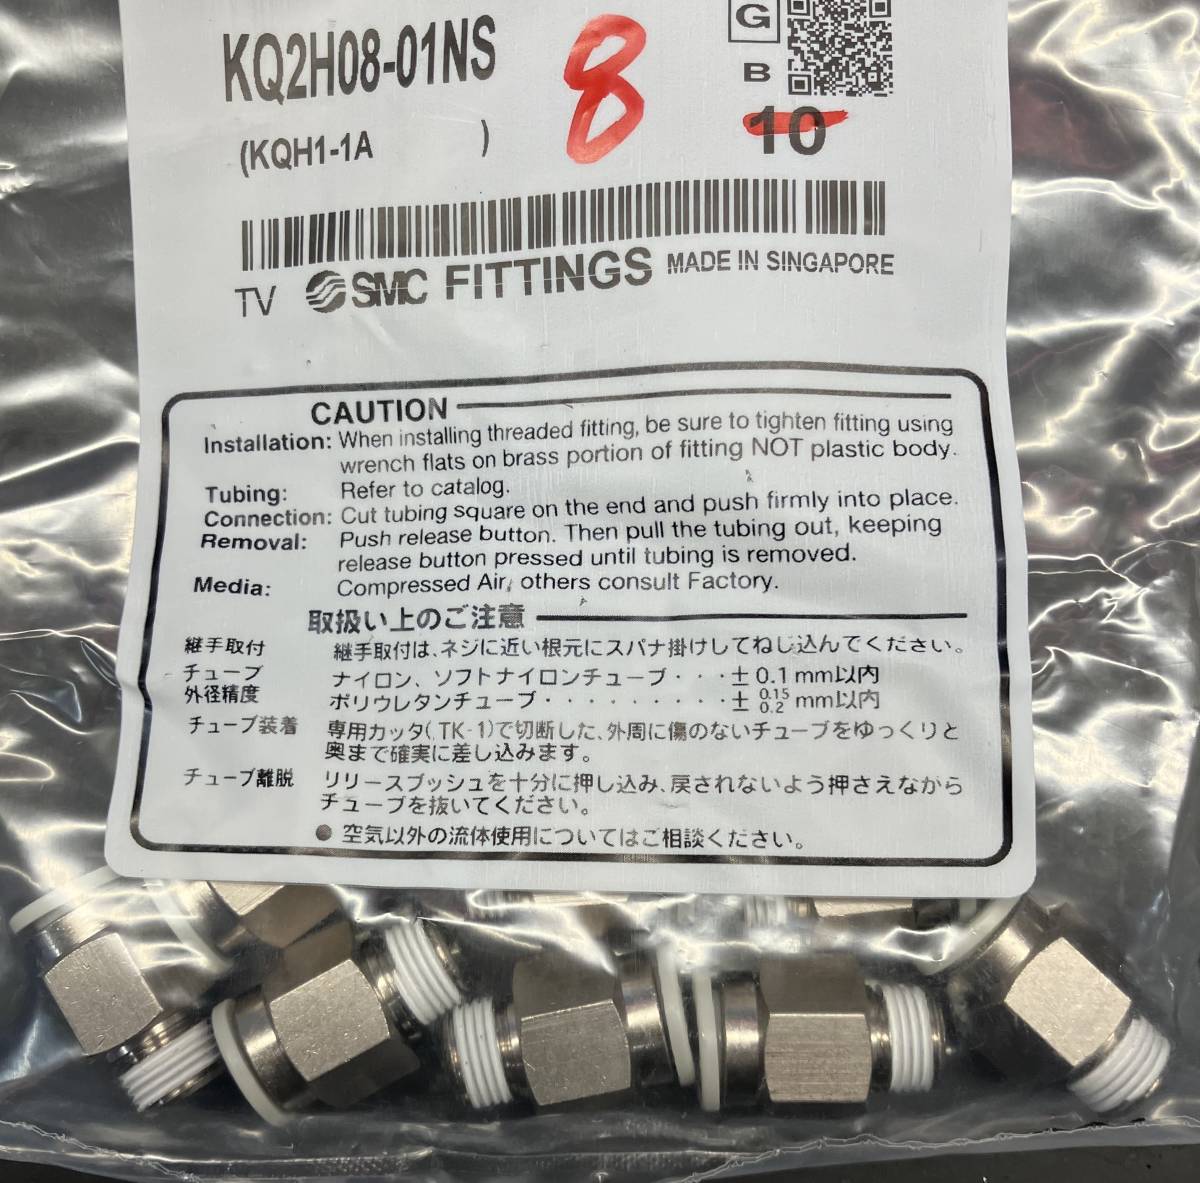 KQ2H08-01NS
8
G
B
(KQH1-1A )
10
TV SMC FITTINGS MADE IN SINGAPORE
CAUTION
Installation: When installing threaded fitting, be sure to tighten fitting using
wrench flats on brass portion of fitting NOT plastic body.
Tubing: Refer to catalog.
Connection: Cut tubing square on the end and push firmly into place.
Removal: Push release button. Then pull the tubing out, keeping
release button pressed until tubing is removed.
Media: Compressed Air, others consult Factory.
取扱い上のご注意
継手取付 継手取付は、ネジに近い根元にスパナ掛けしてねじ込んでください。
チューブ ナイロン、ソフトナイロンチューブ・・・± 0.1 mm以内
外径精度 ポリウレタンチューブ・・・・・・・・・± 0.15 0.2 mm以内
チューブ装着 専用カッタ(TK-1)で切断した、外周に傷のないチューブをゆっくりと
奥まで確実に差し込みます。
チューブ離脱 リリースブッシュを十分に押し込み、戻されないよう押さえながら
チューブを抜いてください。
● 空気以外の流体使用についてはご相談ください。